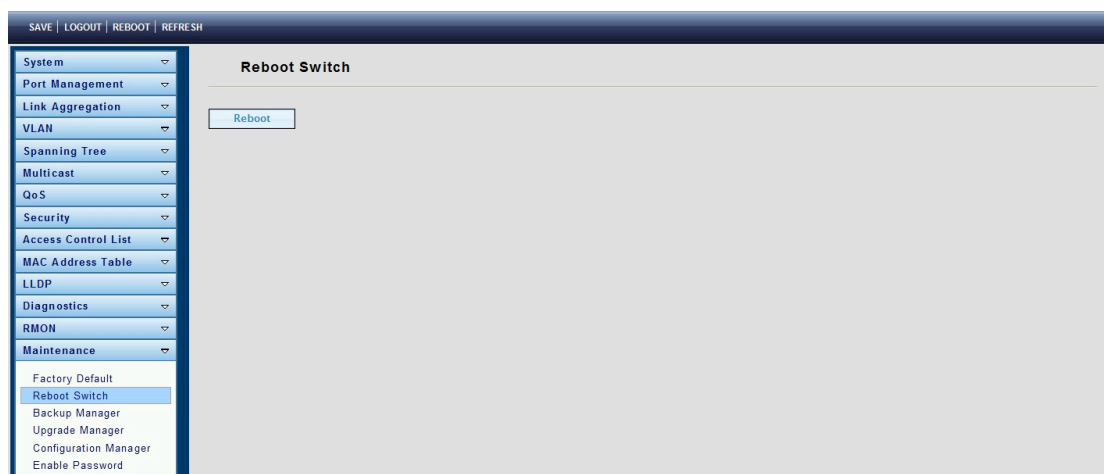 SAVE | LOGOUT | REBOOT | REFRESH
System
Port Management
Link Aggregation
VLAN
Spanning Tree
Multicast
QoS
Security
Access Control List
MAC Address Table
LLDP
Diagnostics
RMON
Maintenance
Factory Default
Reboot Switch
Backup Manager
Upgrade Manager
Configuration Manager
Enable Password
Reboot Switch
Reboot